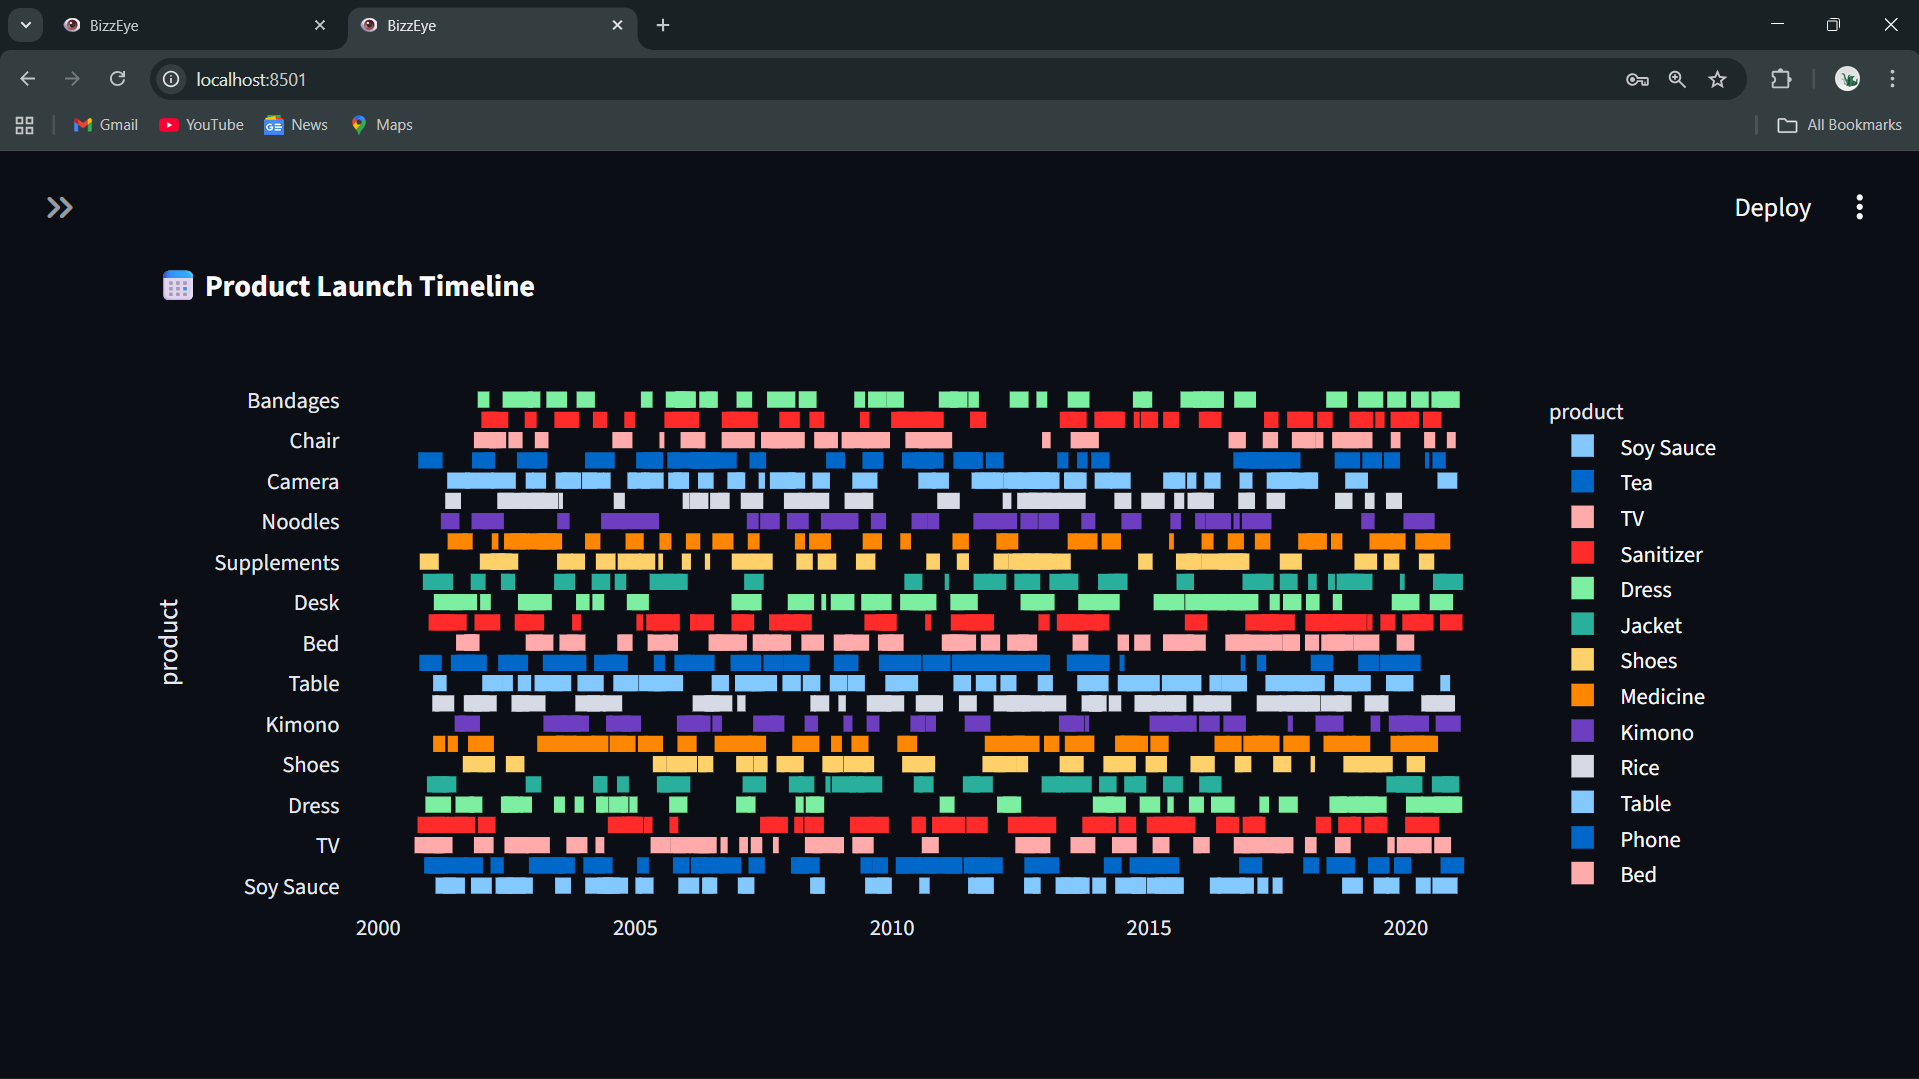 BizzEye
BizzEye
localhost:8501
Gmail
YouTube
News
Maps
All Bookmarks
Deploy
Product Launch Timeline
product
Bandages
Chair
Camera
Noodles
Supplements
Desk
Bed
Table
Kimono
Shoes
Dress
TV
Soy Sauce
2000 2005 2010 2015 2020
product
Soy Sauce
Tea
TV
Sanitizer
Dress
Jacket
Shoes
Medicine
Kimono
Rice
Table
Phone
Bed